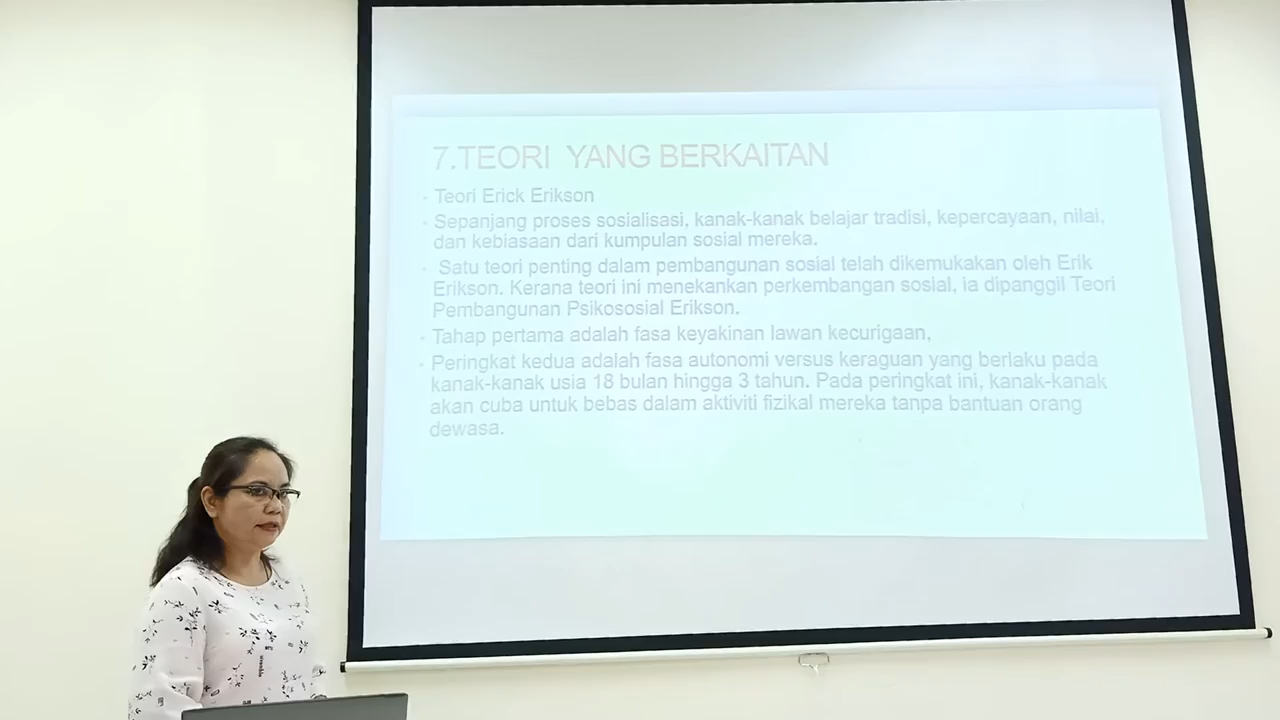 7.TEORI YANG BERKAITAN
• Teori Erick Erikson
• Sepanjang proses sosialisasi, kanak-kanak belajar tradisi, kepercayaan, nilai,
dan kebiasaan dari kumpulan sosial mereka.
• Satu teori penting dalam pembangunan sosial telah dikemukakan oleh Erik
Erikson. Kerana teori ini menekankan perkembangan sosial, ia dipanggil Teori
Pembangunan Psikososial Erikson.
• Tahap pertama adalah fasa keyakinan lawan kecurigaan,
• Peringkat kedua adalah fasa autonomi versus keraguan yang berlaku pada
kanak-kanak usia 18 bulan hingga 3 tahun. Pada peringkat ini, kanak-kanak
akan cuba untuk bebas dalam aktiviti fizikal mereka tanpa bantuan orang
dewasa.